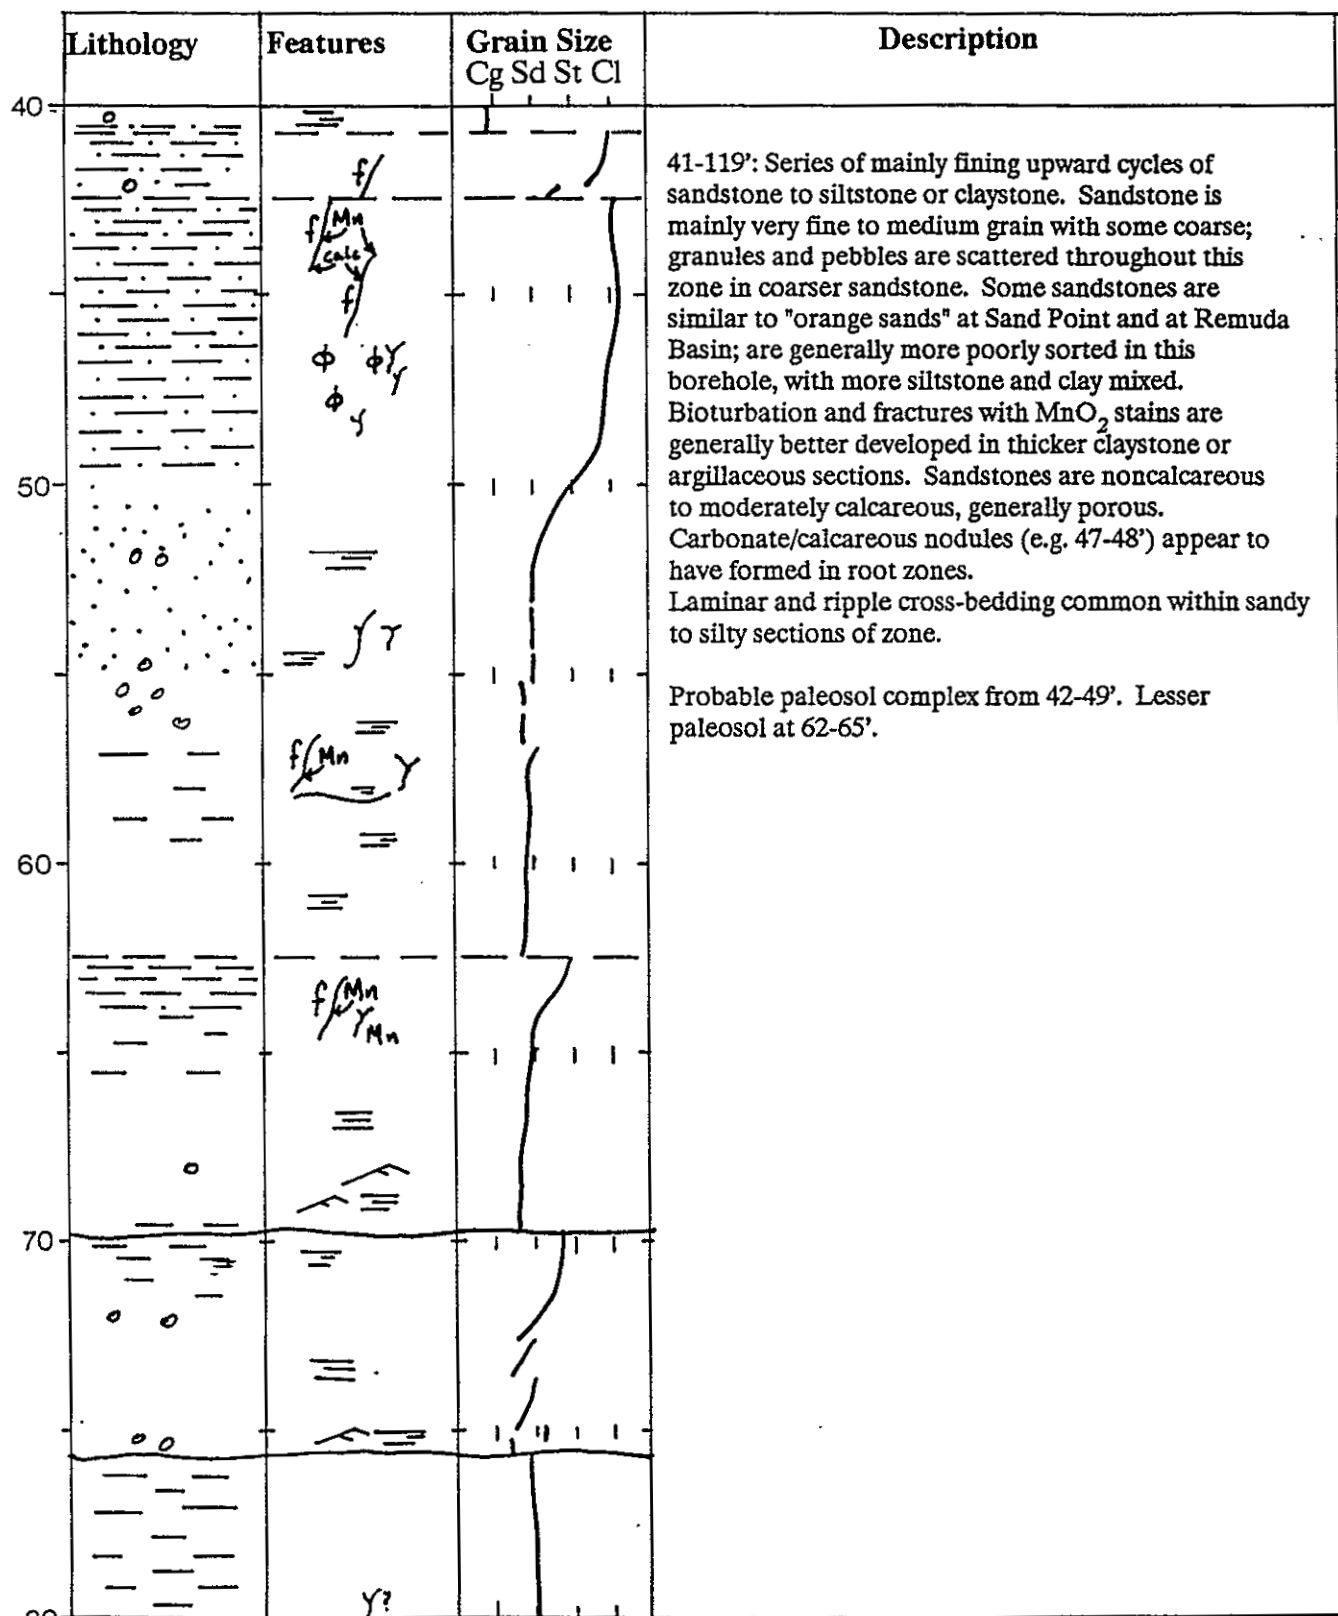 Lithology Features Grain Size Description
Cg Sd St Cl
40
41-119’: Series of mainly fining upward cycles of
sandstone to siltstone or claystone. Sandstone is
mainly very fine to medium grain with some coarse;
granules and pebbles are scattered throughout this
zone in coarser sandstone. Some sandstones are
similar to "orange sands" at Sand Point and at Remuda
Basin; are generally more poorly sorted in this
borehole, with more siltstone and clay mixed.
Bioturbation and fractures with MnO₂ stains are
generally better developed in thicker claystone or
argillaceous sections. Sandstones are noncalcareous
to moderately calcareous, generally porous.
Carbonate/calcareous nodules (e.g. 47-48’) appear to
have formed in root zones.
Laminar and ripple cross-bedding common within sandy
to silty sections of zone.
Probable paleosol complex from 42-49’. Lesser
paleosol at 62-65’.
f
f Mn
calc
f
50
f Mn
60
f Mn
Mn
70
Y?